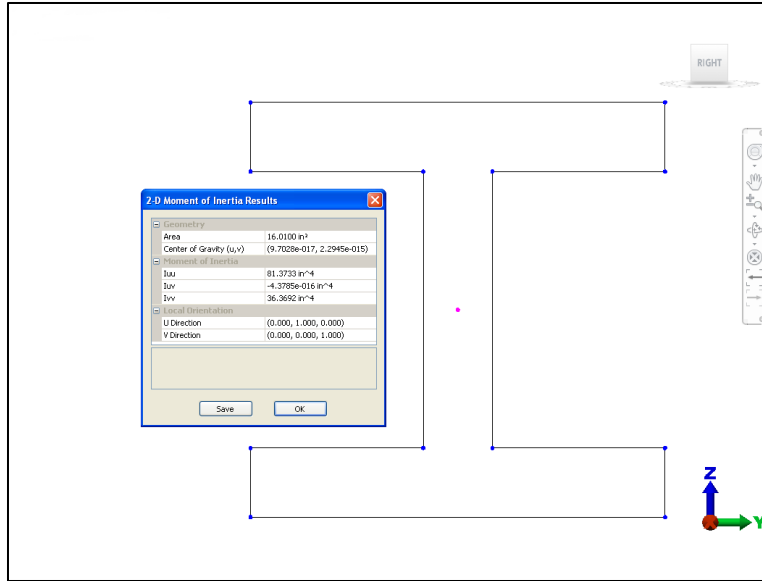 RIGHT
2-D Moment of Inertia Results
Geometry
Area 16.0100 in²
Center of Gravity (u,v) (9.7028e-017, 2.2945e-015)
Moment of Inertia
Iuu 81.3733 in^4
Iuv -4.3785e-016 in^4
Ivv 36.3692 in^4
Local Orientation
U Direction (0.000, 1.000, 0.000)
V Direction (0.000, 0.000, 1.000)
Save OK
Z
Y